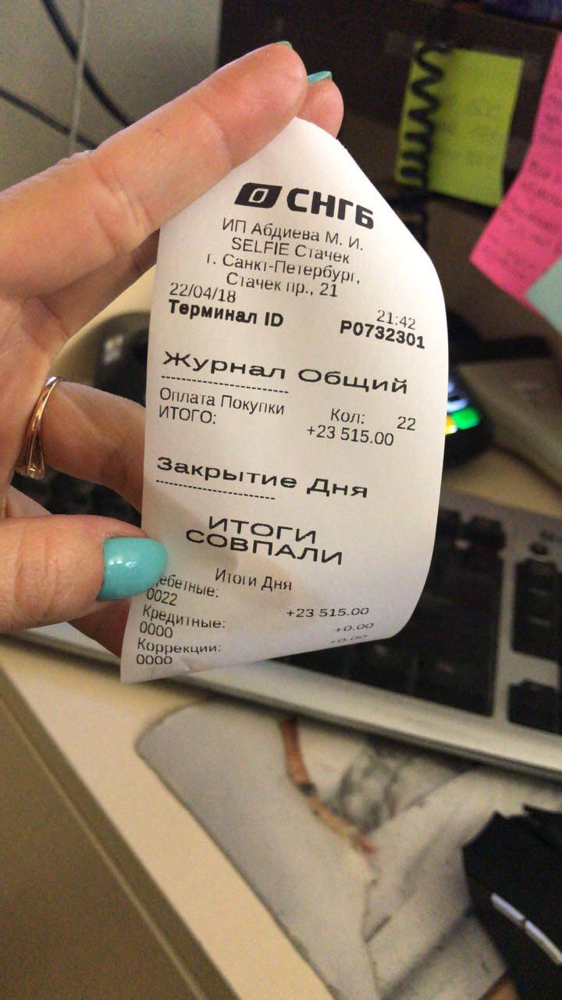 СНГБ
ИП Абдиева М. И.
SELFIE Стачек
г. Санкт-Петербург,
Стачек пр., 21
22/04/18 21:42
Терминал ID P0732301
Журнал Общий
Оплата Покупки Кол: 22
ИТОГО: +23 515.00
Закрытие Дня
ИТОГИ
СОВПАЛИ
Итоги Дня
Дебетные:
0022 +23 515.00
Кредитные:
0000 +0.00
Коррекции:
0000 +0.00